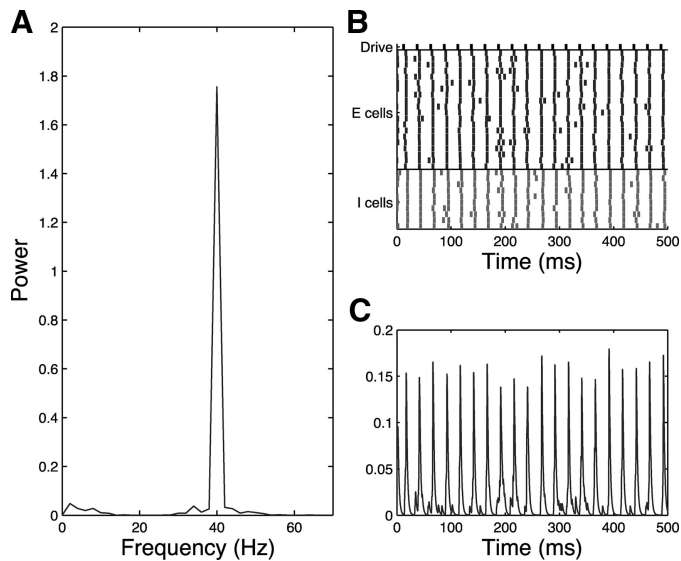 A
2
1.8
1.6
1.4
1.2
1
0.8
0.6
0.4
0.2
0
0 20 40 60
Power
Frequency (Hz)
B
Drive
E cells
I cells
0 100 200 300 400 500
Time (ms)
C
0.2
0.15
0.1
0.05
0
0 100 200 300 400 500
Time (ms)